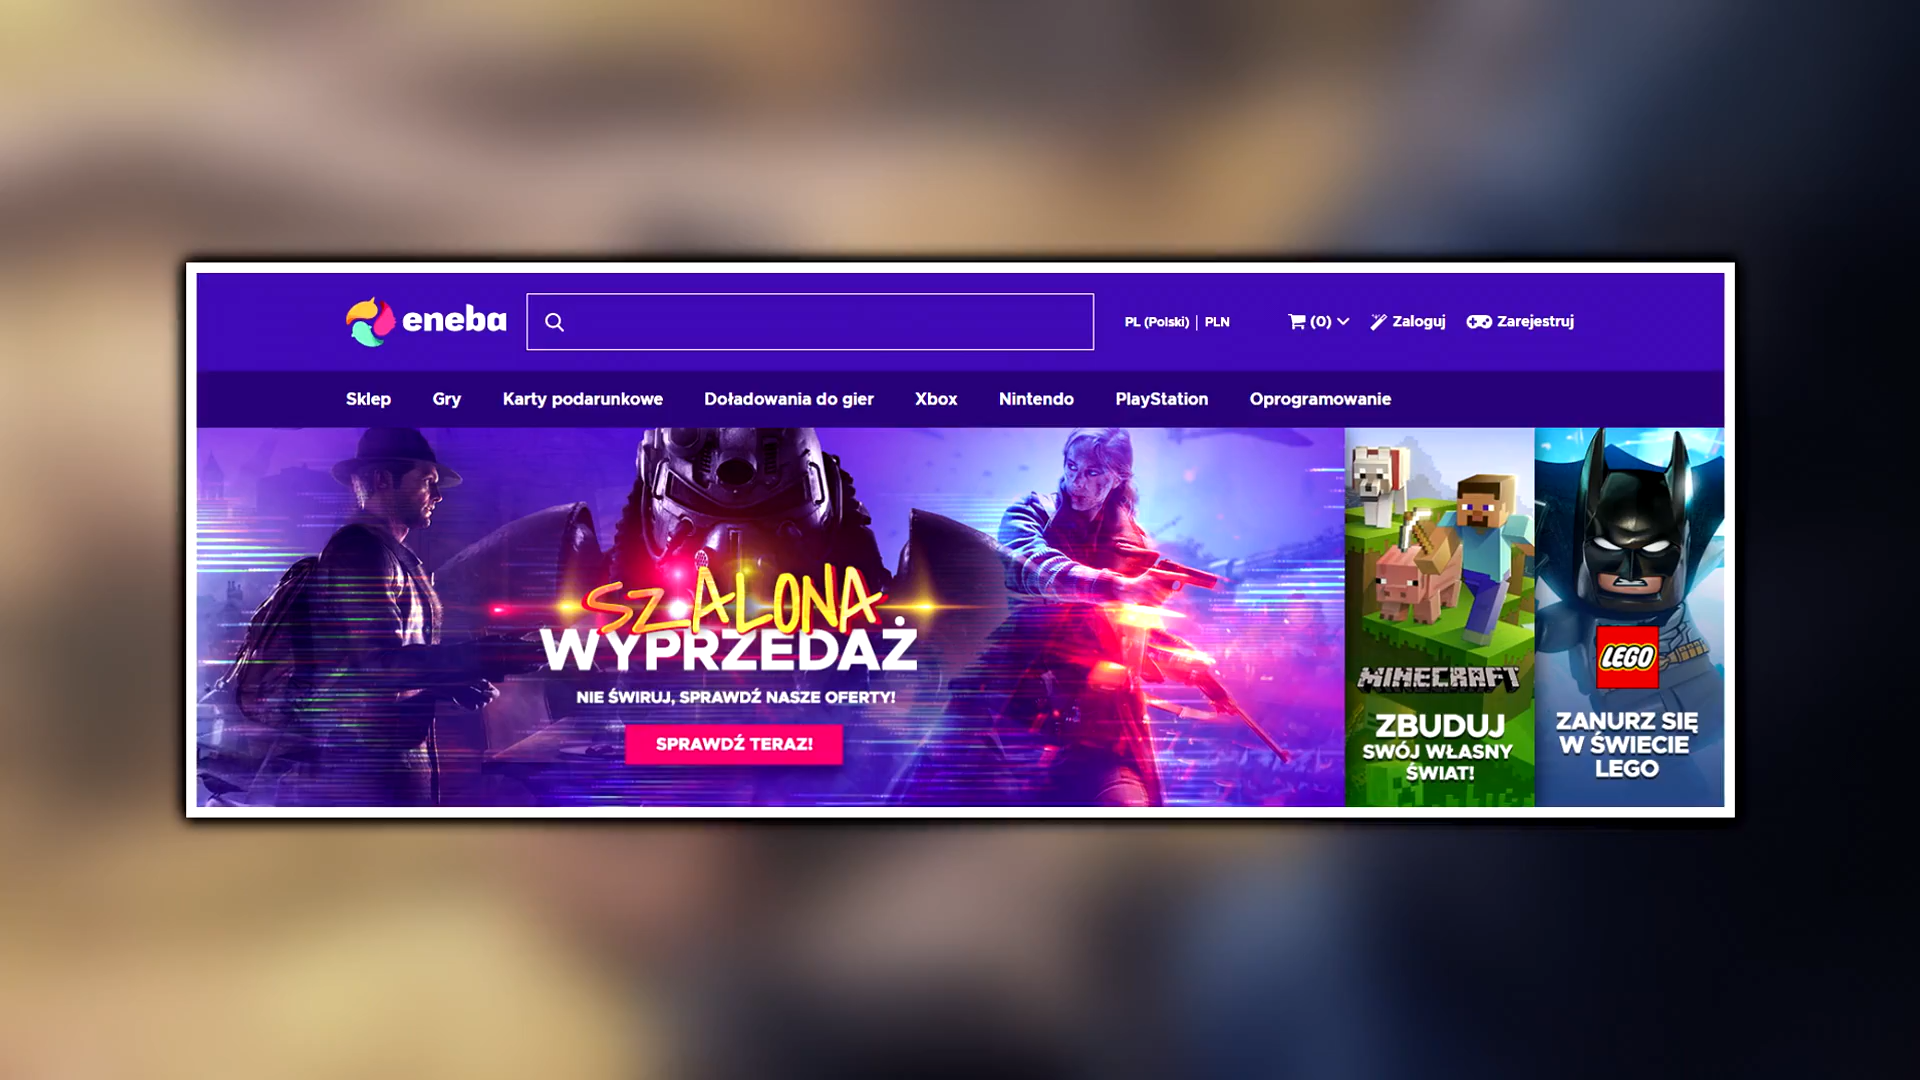 eneba
PL (Polski) | PLN
(0)
Zaloguj
Zarejestruj
Sklep
Gry
Karty podarunkowe
Doładowania do gier
Xbox
Nintendo
PlayStation
Oprogramowanie
SZALONA
WYPRZEDAŻ
NIE ŚWIRUJ, SPRAWDŹ NASZE OFERTY!
SPRAWDŹ TERAZ!
MINECRAFT
ZBUDUJ
SWÓJ WŁASNY
ŚWIAT!
LEGO
ZANURZ SIĘ
W ŚWIECIE
LEGO